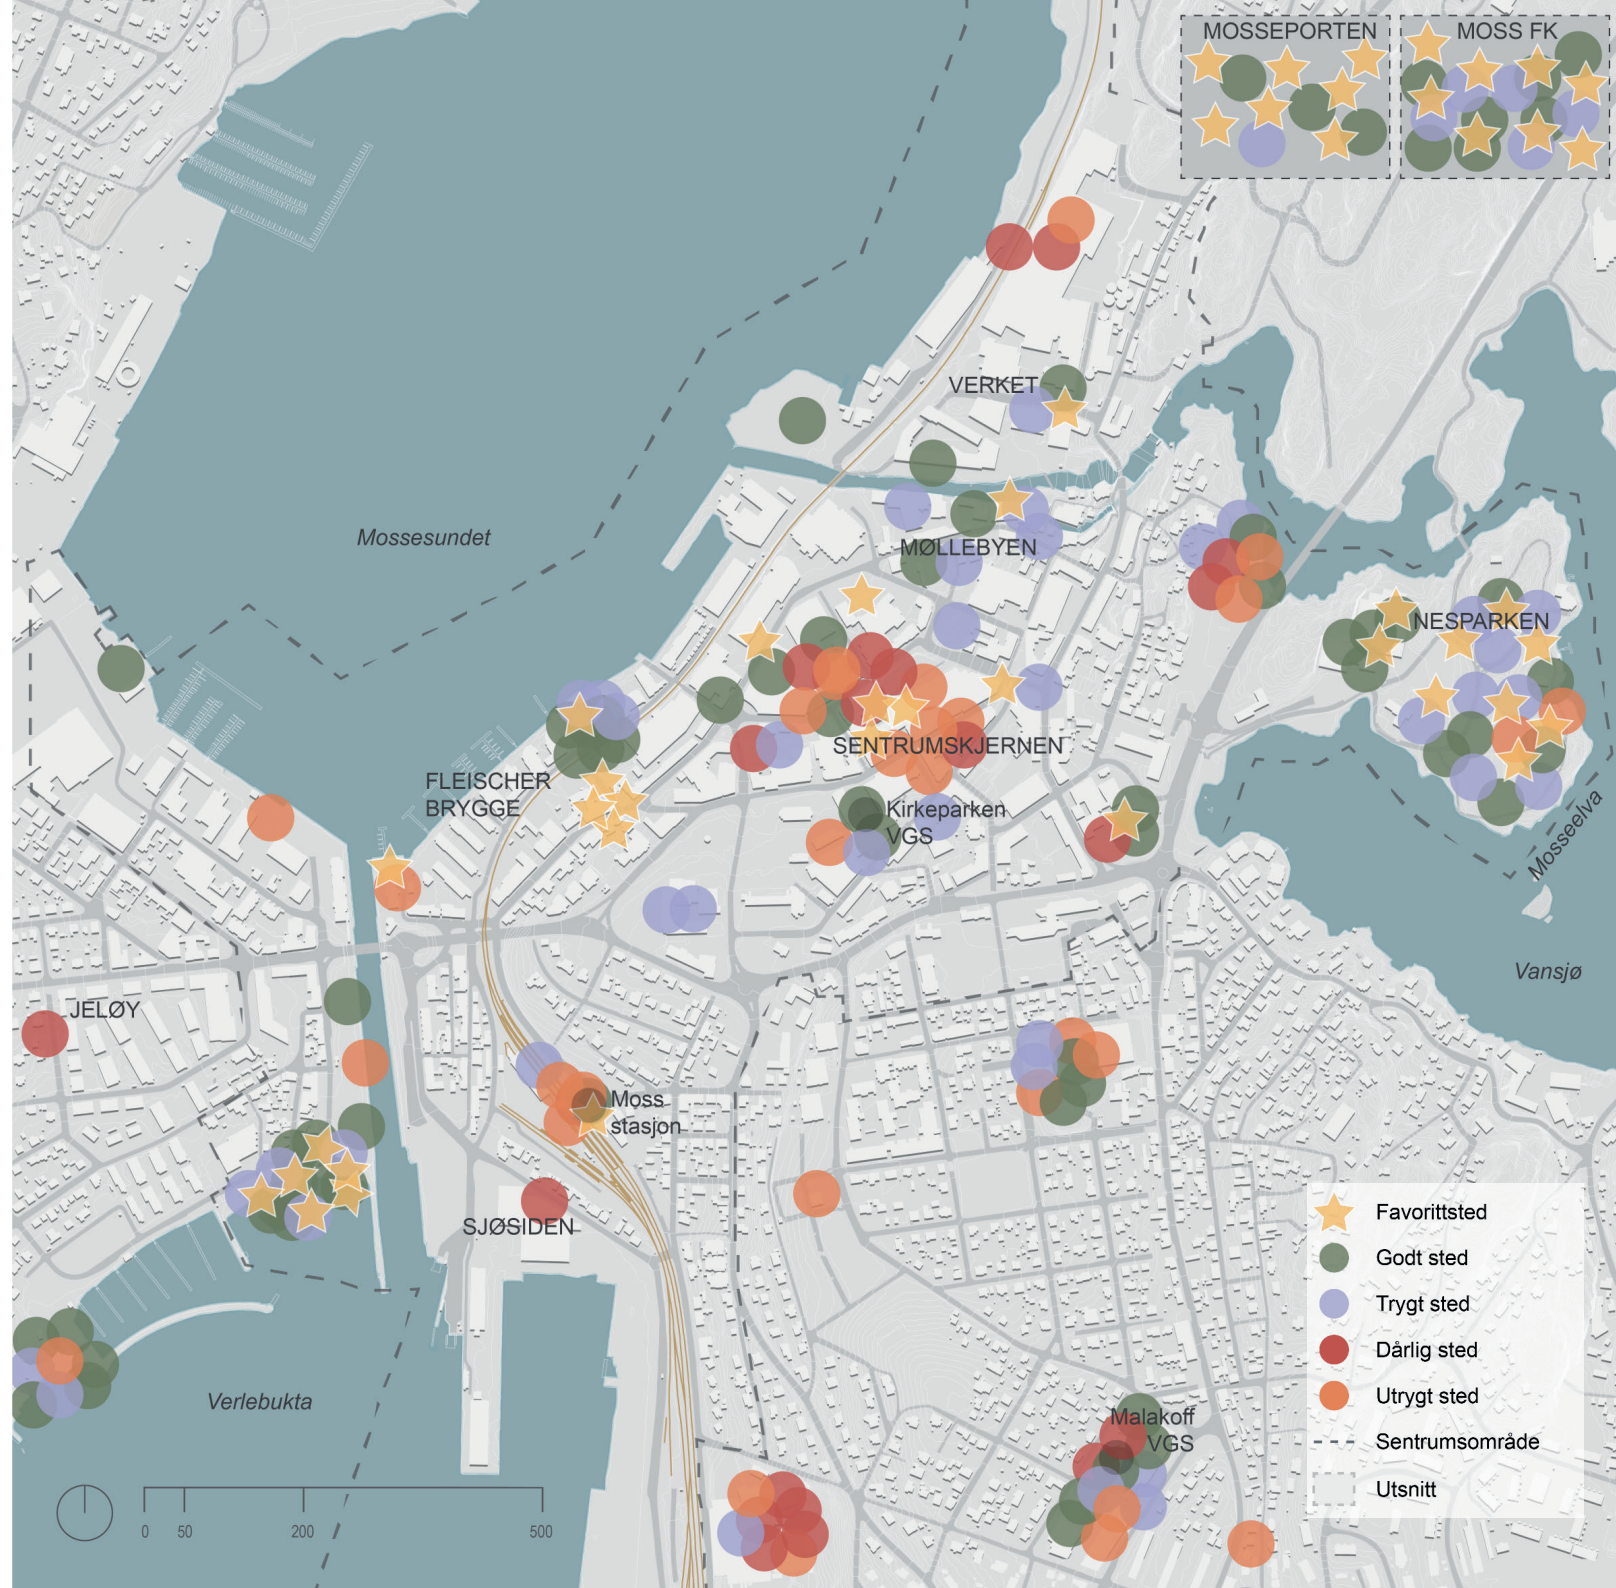 MOSSEPORTEN
MOSS FK
VERKET
Mossesundet
MØLLEBYEN
NESPARKEN
SENTRUMSKJERNEN
FLEISCHER
BRYGGE
Kirkeparken
VGS
Mosseelva
Vansjø
JELØY
Moss
stasjon
SJØSIDEN
Verlebukta
Malakoff
VGS
Favorittsted
Godt sted
Trygt sted
Dårlig sted
Utrygt sted
Sentrumsområde
Utsnitt
0 50 200 500